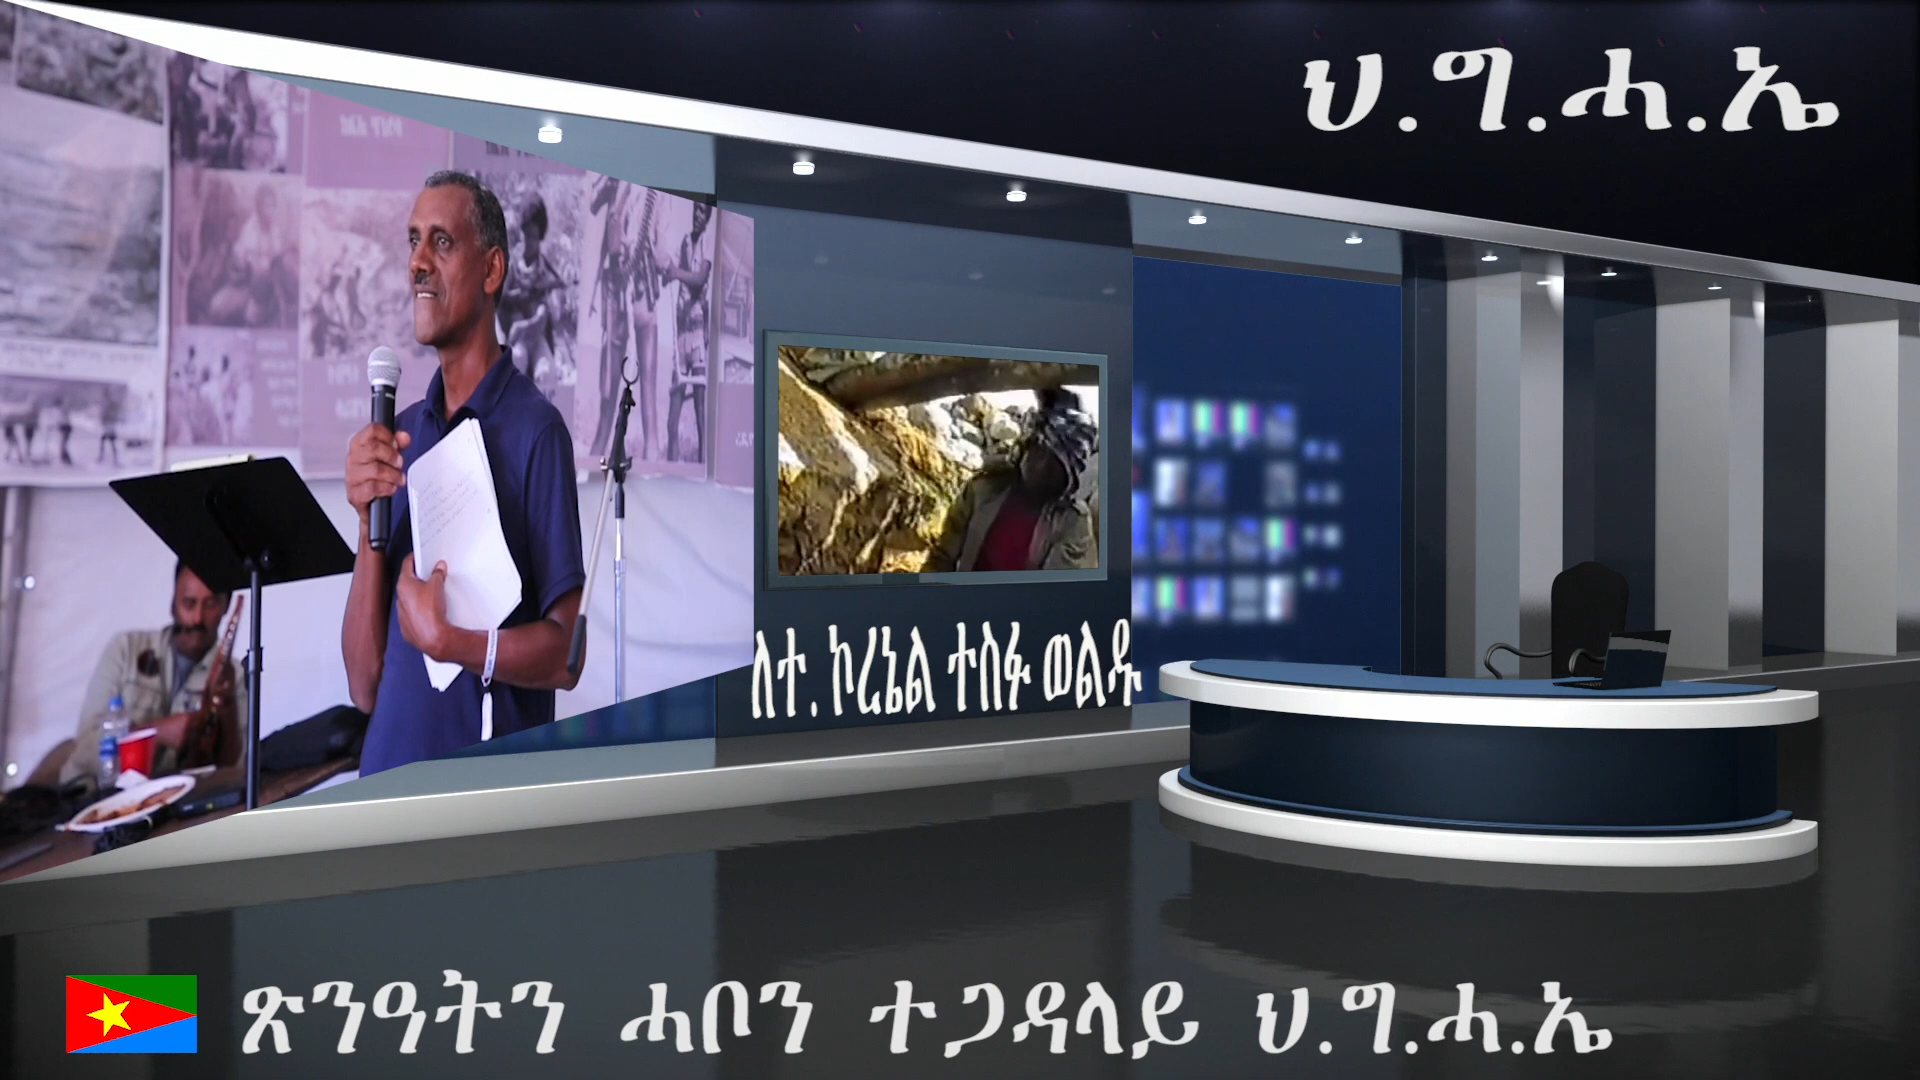 ህ.ግ.ሓ.ኤ
ለተ.ኮረኔል ተስፉ ወልዱ
ጽንዓትን ሓቦን ተጋዳላይ ህ.ግ.ሓ.ኤ